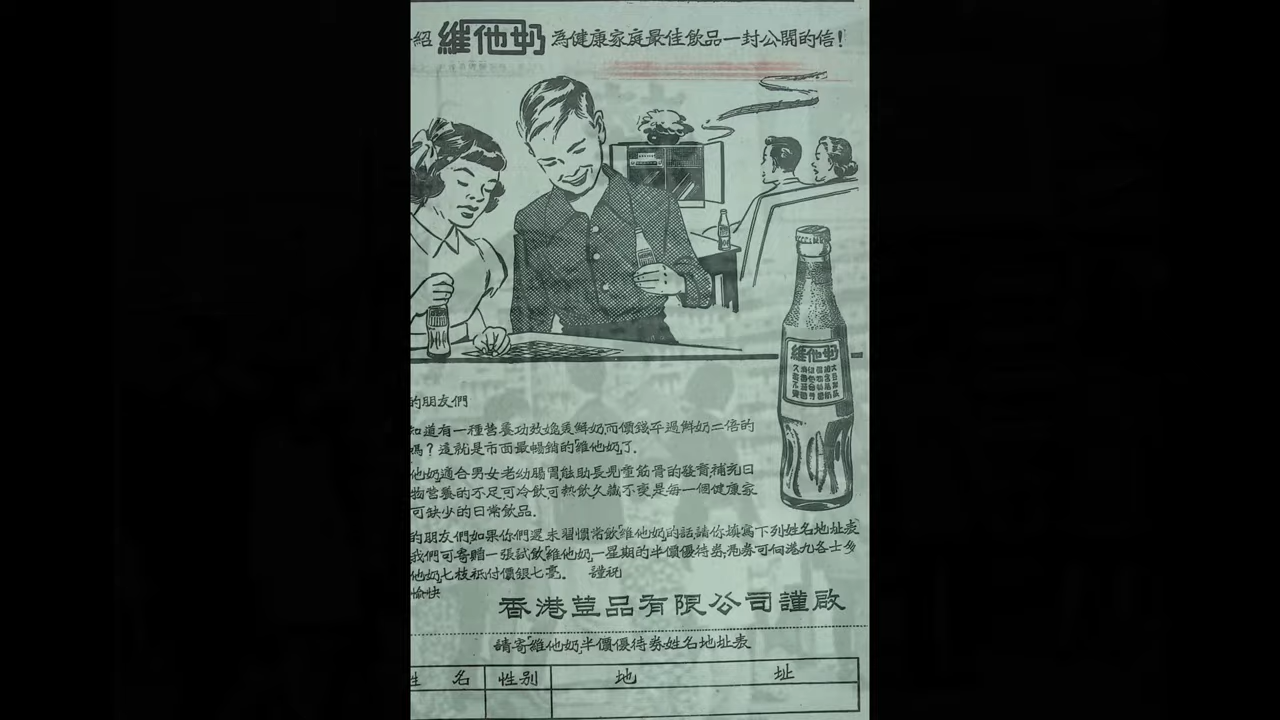 紹維他奶為健康家庭最佳飲品一封公開的信!
維他奶
的朋友們
知道有一種營養功效媲美鮮奶而價錢平過鮮奶二倍的
嗎?這就是市面最暢銷的「維他奶」了.
他奶」適合男女老幼腸胃能助長兒童筋骨的發育補充日
物營養的不足可冷飲可熱飲久藏不變是每一個健康家
可缺少的日常飲品.
的朋友們如果你們還未習慣常飲「維他奶」的話請你填寫下列姓名地址表
我們可寄贈一張試飲「維他奶」一星期的半價優待券,憑券可向港九各士多
他奶」七枝祇付價銀七毫. 謹祝
愉快
香港荳品有限公司謹啟
請寄「維他奶」半價優待券姓名地址表
姓 名 性別 地 址